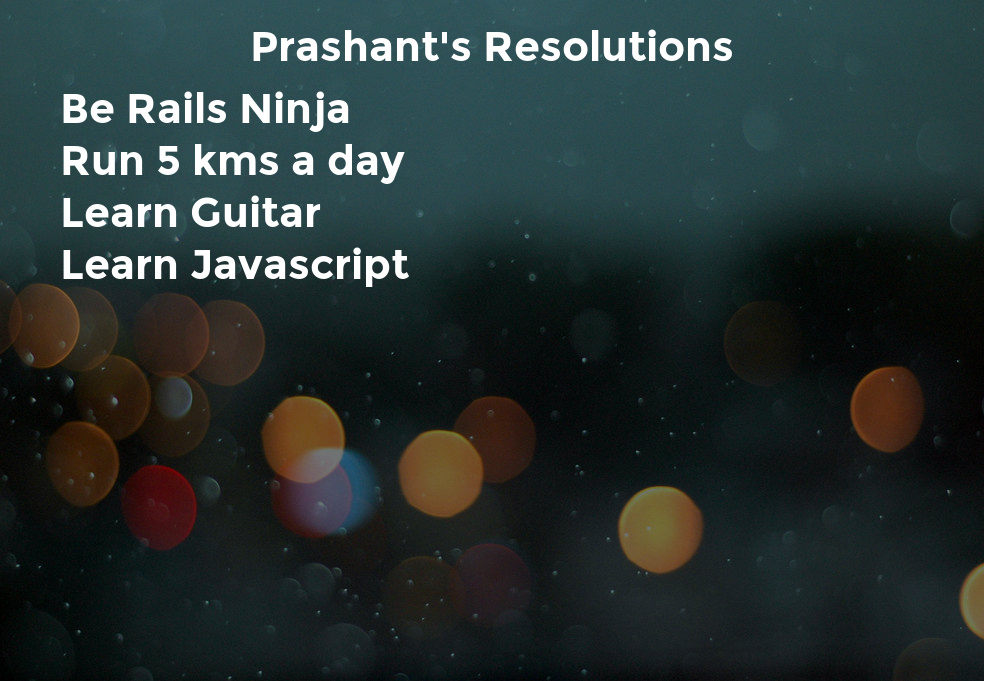 Prashant's Resolutions
Be Rails Ninja
Run 5 kms a day
Learn Guitar
Learn Javascript